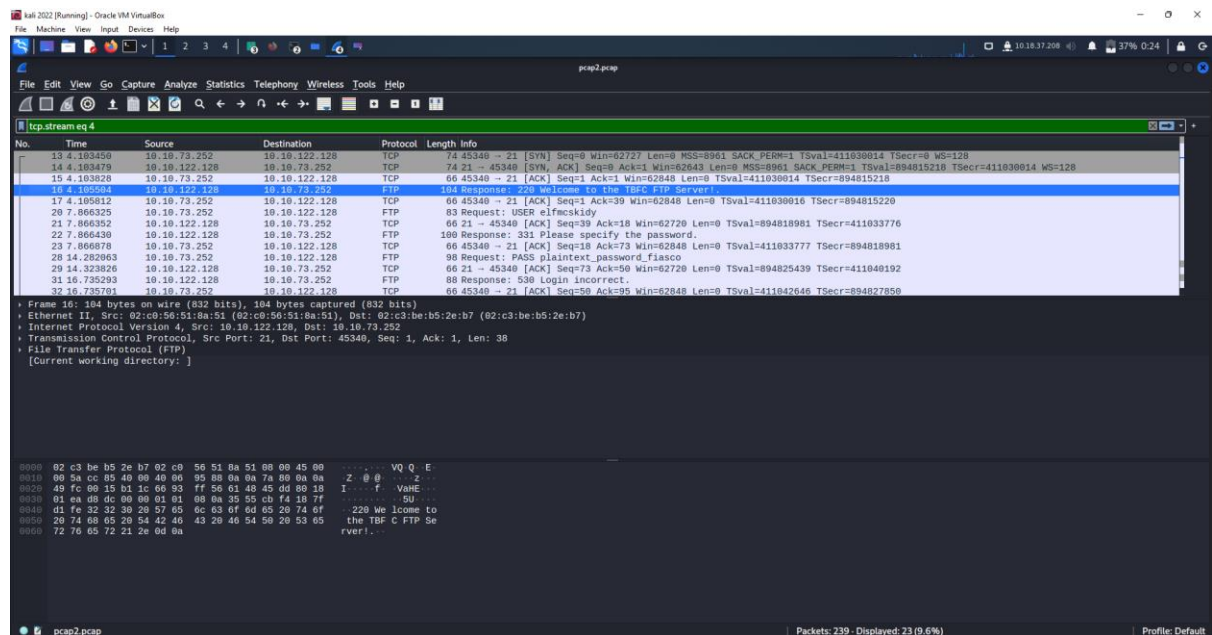 kali 2022 [Running] - Oracle VM VirtualBox
File Machine View Input Devices Help
1 2 3 4 10.18.37.208 37% 0:24
pcap2.pcap
File Edit View Go Capture Analyze Statistics Telephony Wireless Tools Help
tcp.stream eq 4
No. Time Source Destination Protocol Length Info
13 4.103450 10.10.73.252 10.10.122.128 TCP 74 45340 → 21 [SYN] Seq=0 Win=62727 Len=0 MSS=8961 SACK_PERM=1 TSval=411030014 TSecr=0 WS=128
14 4.103479 10.10.122.128 10.10.73.252 TCP 74 21 → 45340 [SYN, ACK] Seq=0 Ack=1 Win=62643 Len=0 MSS=8961 SACK_PERM=1 TSval=894815218 TSecr=411030014 WS=128
15 4.103828 10.10.73.252 10.10.122.128 TCP 66 45340 → 21 [ACK] Seq=1 Ack=1 Win=62848 Len=0 TSval=411030014 TSecr=894815218
16 4.105504 10.10.122.128 10.10.73.252 FTP 104 Response: 220 Welcome to the TBFC FTP Server!.
17 4.105812 10.10.73.252 10.10.122.128 TCP 66 45340 → 21 [ACK] Seq=1 Ack=39 Win=62848 Len=0 TSval=411030016 TSecr=894815220
20 7.866325 10.10.73.252 10.10.122.128 FTP 83 Request: USER elfmcskidy
21 7.866352 10.10.122.128 10.10.73.252 TCP 66 21 → 45340 [ACK] Seq=39 Ack=18 Win=62720 Len=0 TSval=894818981 TSecr=411033776
22 7.866430 10.10.122.128 10.10.73.252 FTP 100 Response: 331 Please specify the password.
23 7.866878 10.10.73.252 10.10.122.128 TCP 66 45340 → 21 [ACK] Seq=18 Ack=73 Win=62848 Len=0 TSval=411033777 TSecr=894818981
28 14.282063 10.10.73.252 10.10.122.128 FTP 98 Request: PASS plaintext_password_fiasco
29 14.323826 10.10.122.128 10.10.73.252 TCP 66 21 → 45340 [ACK] Seq=73 Ack=50 Win=62720 Len=0 TSval=894825439 TSecr=411040192
31 16.735293 10.10.122.128 10.10.73.252 FTP 88 Response: 530 Login incorrect.
32 16.735701 10.10.73.252 10.10.122.128 TCP 66 45340 → 21 [ACK] Seq=50 Ack=95 Win=62848 Len=0 TSval=411042646 TSecr=894827850
Frame 16: 104 bytes on wire (832 bits), 104 bytes captured (832 bits)
Ethernet II, Src: 02:c0:56:51:8a:51 (02:c0:56:51:8a:51), Dst: 02:c3:be:b5:2e:b7 (02:c3:be:b5:2e:b7)
Internet Protocol Version 4, Src: 10.10.122.128, Dst: 10.10.73.252
Transmission Control Protocol, Src Port: 21, Dst Port: 45340, Seq: 1, Ack: 1, Len: 38
File Transfer Protocol (FTP)
[Current working directory: ]
0000 02 c3 be b5 2e b7 02 c0 56 51 8a 51 08 00 45 00 ····.··· VQ·Q··E·
0010 00 5a cc 85 40 00 40 06 95 88 0a 0a 7a 80 0a 0a ·Z··@·@· ····z···
0020 49 fc 00 15 b1 1c 66 93 ff 56 61 48 45 dd 80 18 I·····f· ·VaHE···
0030 01 ea d8 dc 00 00 01 01 08 0a 35 55 cb f4 18 7f ········ ··5U····
0040 d1 fe 32 32 30 20 57 65 6c 63 6f 6d 65 20 74 6f ··220 We lcome to
0050 20 74 68 65 20 54 42 46 43 20 46 54 50 20 53 65 the TBF C FTP Se
0060 72 76 65 72 21 2e 0d 0a rver!.··
pcap2.pcap Packets: 239 · Displayed: 23 (9.6%) Profile: Default